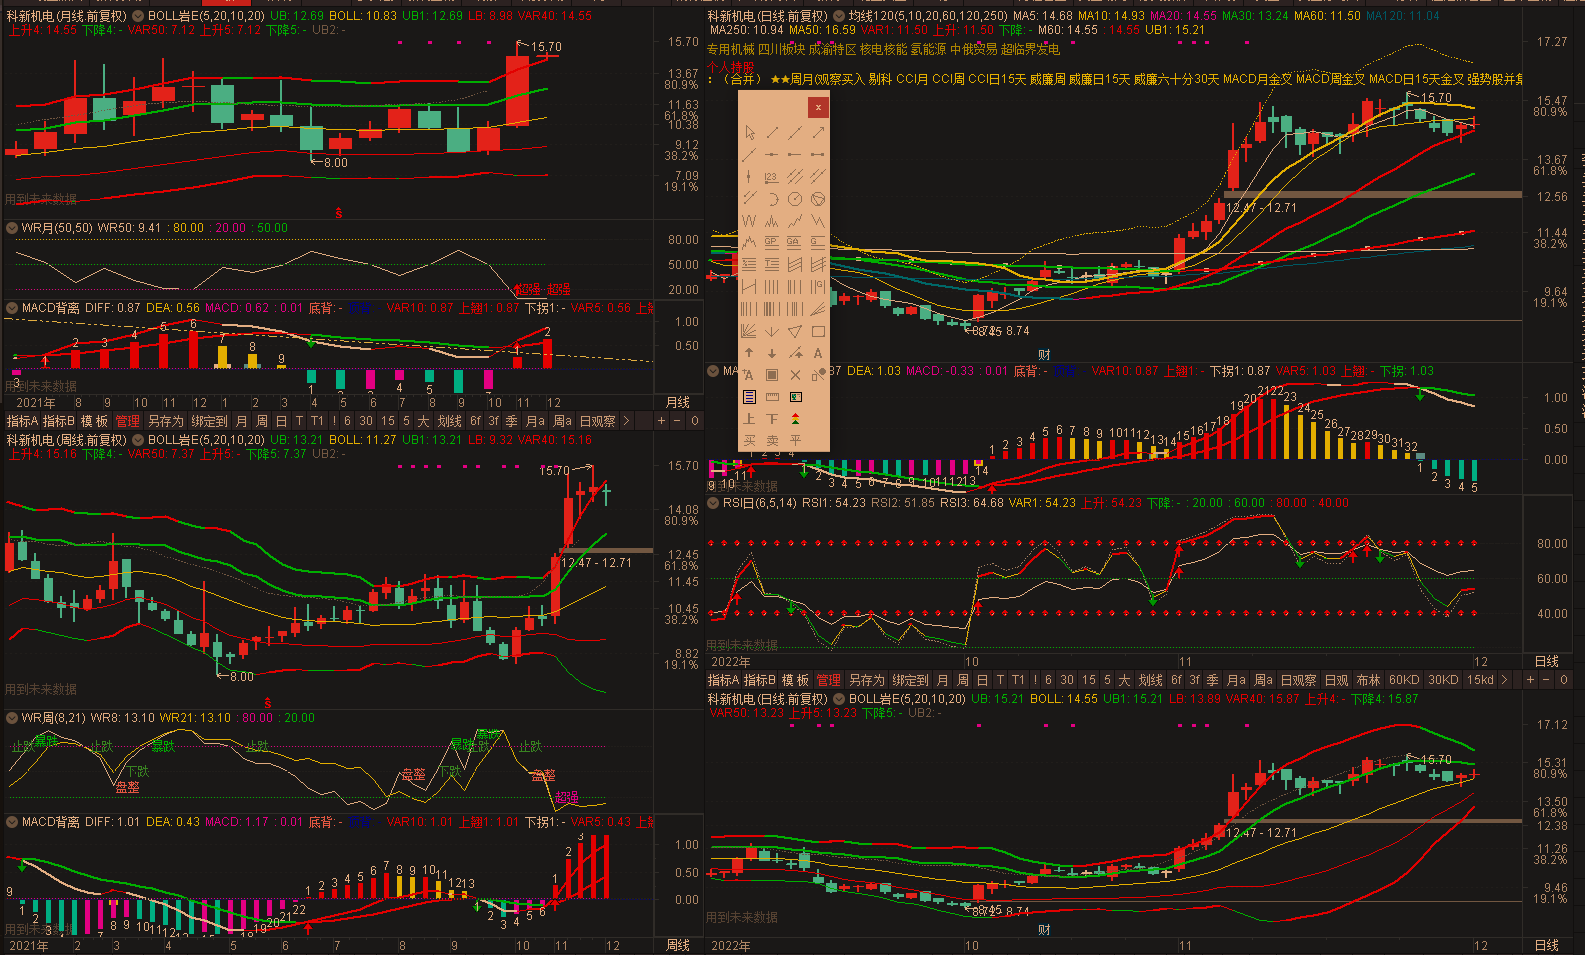 科新机电(月线.前复权) BOLL岩E(5,20,10,20) UB: 12.69 BOLL: 10.83 UB1: 12.69 LB: 8.98 VAR40: 14.55
上升4: 14.55 下降4: - VAR50: 7.12 上升5: 7.12 下降5: - UB2: -
15.70
15.70
13.67
80.9%
11.63
61.8%
10.38
9.12
38.2%
7.09
19.1%
8.00
用到未来数据
WR月(50,50) WR50: 9.41 : 80.00 : 20.00 : 50.00
80.00
50.00
20.00
超强 超强
MACD背离 DIFF: 0.87 DEA: 0.56 MACD: 0.62 : 0.01 底背: - VAR10: 0.87 上翘1: 0.87 下拐1: - VAR5: 0.56
1.00
0.50
2 3 4 5 6 7 8 9
3 1 2 3 4 5 6 7 1 2
用到未来数据
2021年 8 9 10 11 12 1 2 3 4 5 6 7 8 9 10 11 12 月线
指标A 指标B 模 板 管理 另存为 绑定到 月 周 日 T T1 ! 6 30 15 5 大 划线 6f 3f 季 月a 周a 日观察 > + - 0
科新机电(周线.前复权) BOLL岩E(5,20,10,20) UB: 13.21 BOLL: 11.27 UB1: 13.21 LB: 9.32 VAR40: 15.16
上升4: 15.16 下降4: - VAR50: 7.37 上升5: - 下降5: 7.37 UB2: -
15.70
15.70
14.08
80.9%
12.45
61.8%
12.47 - 12.71
11.45
10.45
38.2%
8.82
19.1%
8.00
用到未来数据
WR周(8,21) WR8: 13.10 WR21: 13.10 : 80.00 : 20.00
止跌 暴跌 止跌 暴跌 止跌 暴跌 暴跌 止跌 止跌
下跌 盘整 盘整 下跌 盘整
超强
MACD背离 DIFF: 1.01 DEA: 0.43 MACD: 1.17 : 0.01 底背: - VAR10: 1.01 上翘1: 1.01 下拐1: - VAR5: 0.43
1.00
0.50
0.00
用到未来数据
2021年 2 3 4 5 6 7 8 9 10 11 12 周线
科新机电(日线.前复权) 均线120(5,10,20,60,120,250) MA5: 14.68 MA10: 14.93 MA20: 14.55 MA30: 13.24 MA60: 11.50 MA120: 11.04
MA250: 10.94 MA50: 16.59 VAR1: 11.50 上升: 11.50 下降: - M60: 14.55 : 14.55 UB1: 15.21
专用机械 四川板块 成渝特区 核电核能 氢能源 中俄贸易 超临界发电
个人持股
: （合并） ★★周月(观察买入 剔科 CCI月 CCI周 CCI日15天 威廉周 威廉日15天 威廉六十分30天 MACD月金叉 MACD周金叉 MACD日15天金叉 强势股并
17.27
15.70
15.47
80.9%
13.67
61.8%
12.56
12.47 - 12.71
11.44
38.2%
9.64
19.1%
8.74
8.45
财
x
123
GP GA G
A
A
上 下
买 卖 平
DEA: 1.03 MACD: -0.33 : 0.01 底背: - VAR10: 0.87 上翘1: - 下拐1: 0.87 VAR5: 1.03 上翘: - 下拐: 1.03
1.00
0.50
0.00
用到未来数据
RSI日(6,5,14) RSI1: 54.23 RSI2: 51.85 RSI3: 64.68 VAR1: 54.23 上升: 54.23 下降: - : 20.00 : 60.00 : 80.00 : 40.00
80.00
60.00
40.00
用到未来数据
2022年 10 11 12 日线
指标A 指标B 模 板 管理 另存为 绑定到 月 周 日 T T1 ! 6 30 15 5 大 划线 6f 3f 季 月a 周a 日观察 日观 布林 60KD 30KD 15kd > + - 0
科新机电(日线.前复权) BOLL岩E(5,20,10,20) UB: 15.21 BOLL: 14.55 UB1: 15.21 LB: 13.89 VAR40: 15.87 上升4: - 下降4: 15.87
VAR50: 13.23 上升5: 13.23 下降5: - UB2: -
17.12
15.70
15.31
80.9%
13.50
61.8%
12.38
12.47 - 12.71
11.26
38.2%
9.46
19.1%
8.45
8.74
用到未来数据
财
2022年 10 11 12 日线